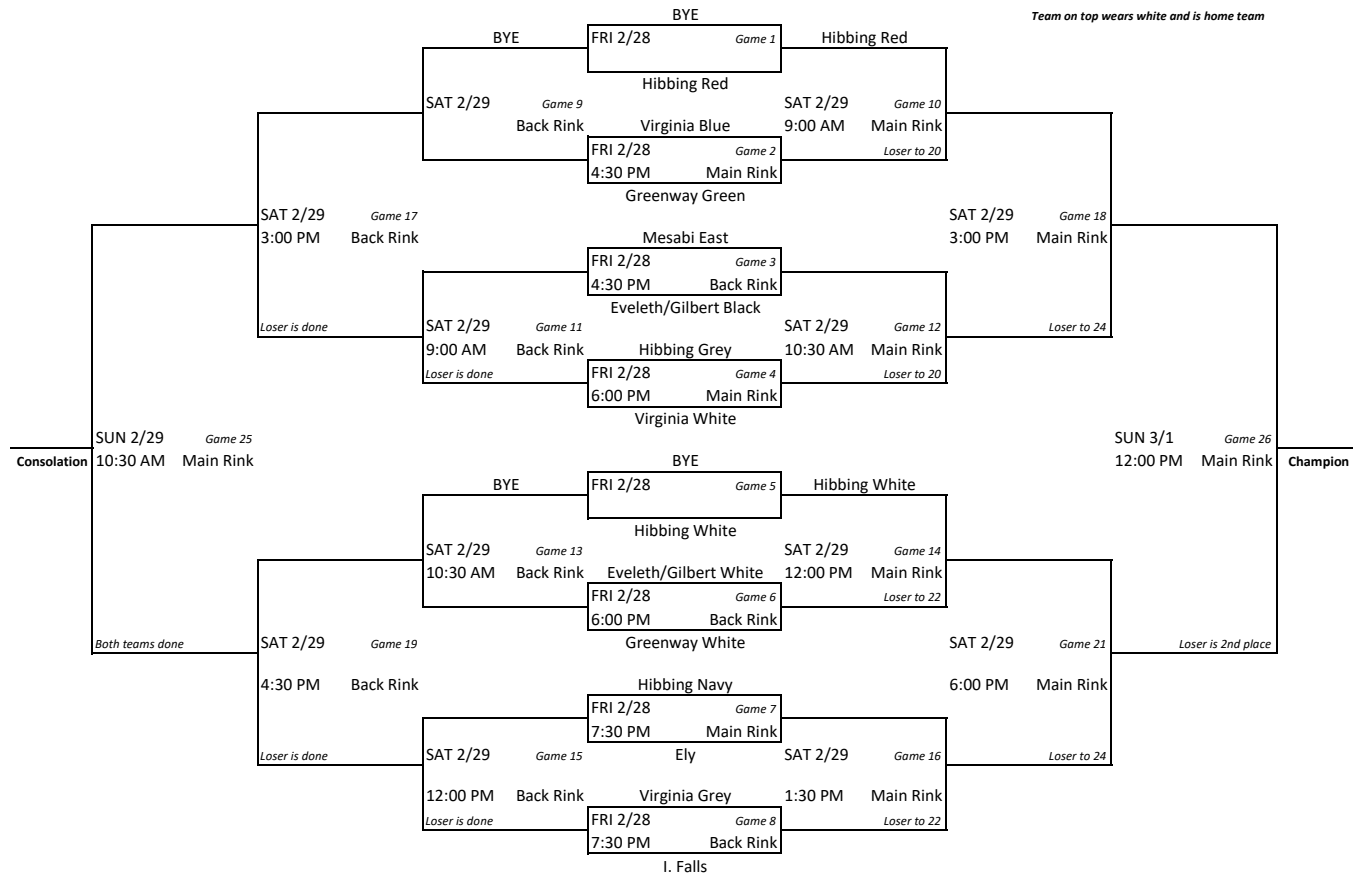 BYE
Team on top wears white and is home team
BYE
FRI 2/28 Game 1
Hibbing Red
Hibbing Red
SAT 2/29 Game 9
SAT 2/29 Game 10
Back Rink
Virginia Blue
9:00 AM Main Rink
FRI 2/28 Game 2
Loser to 20
4:30 PM Main Rink
Greenway Green
SAT 2/29 Game 17
SAT 2/29 Game 18
3:00 PM Back Rink
Mesabi East
3:00 PM Main Rink
FRI 2/28 Game 3
4:30 PM Back Rink
Eveleth/Gilbert Black
Loser is done
SAT 2/29 Game 11
SAT 2/29 Game 12
Loser to 24
9:00 AM Back Rink
Hibbing Grey
10:30 AM Main Rink
Loser is done
FRI 2/28 Game 4
Loser to 20
6:00 PM Main Rink
Virginia White
SUN 2/29 Game 25
SUN 3/1 Game 26
Consolation
10:30 AM Main Rink
BYE
12:00 PM Main Rink
Champion
BYE
FRI 2/28 Game 5
Hibbing White
Hibbing White
SAT 2/29 Game 13
SAT 2/29 Game 14
10:30 AM Back Rink
Eveleth/Gilbert White
12:00 PM Main Rink
FRI 2/28 Game 6
Loser to 22
6:00 PM Back Rink
Both teams done
SAT 2/29 Game 19
Greenway White
SAT 2/29 Game 21
Loser is 2nd place
4:30 PM Back Rink
Hibbing Navy
6:00 PM Main Rink
FRI 2/28 Game 7
7:30 PM Main Rink
Loser is done
SAT 2/29 Game 15
Ely
SAT 2/29 Game 16
Loser to 24
12:00 PM Back Rink
Virginia Grey
1:30 PM Main Rink
Loser is done
FRI 2/28 Game 8
Loser to 22
7:30 PM Back Rink
I. Falls